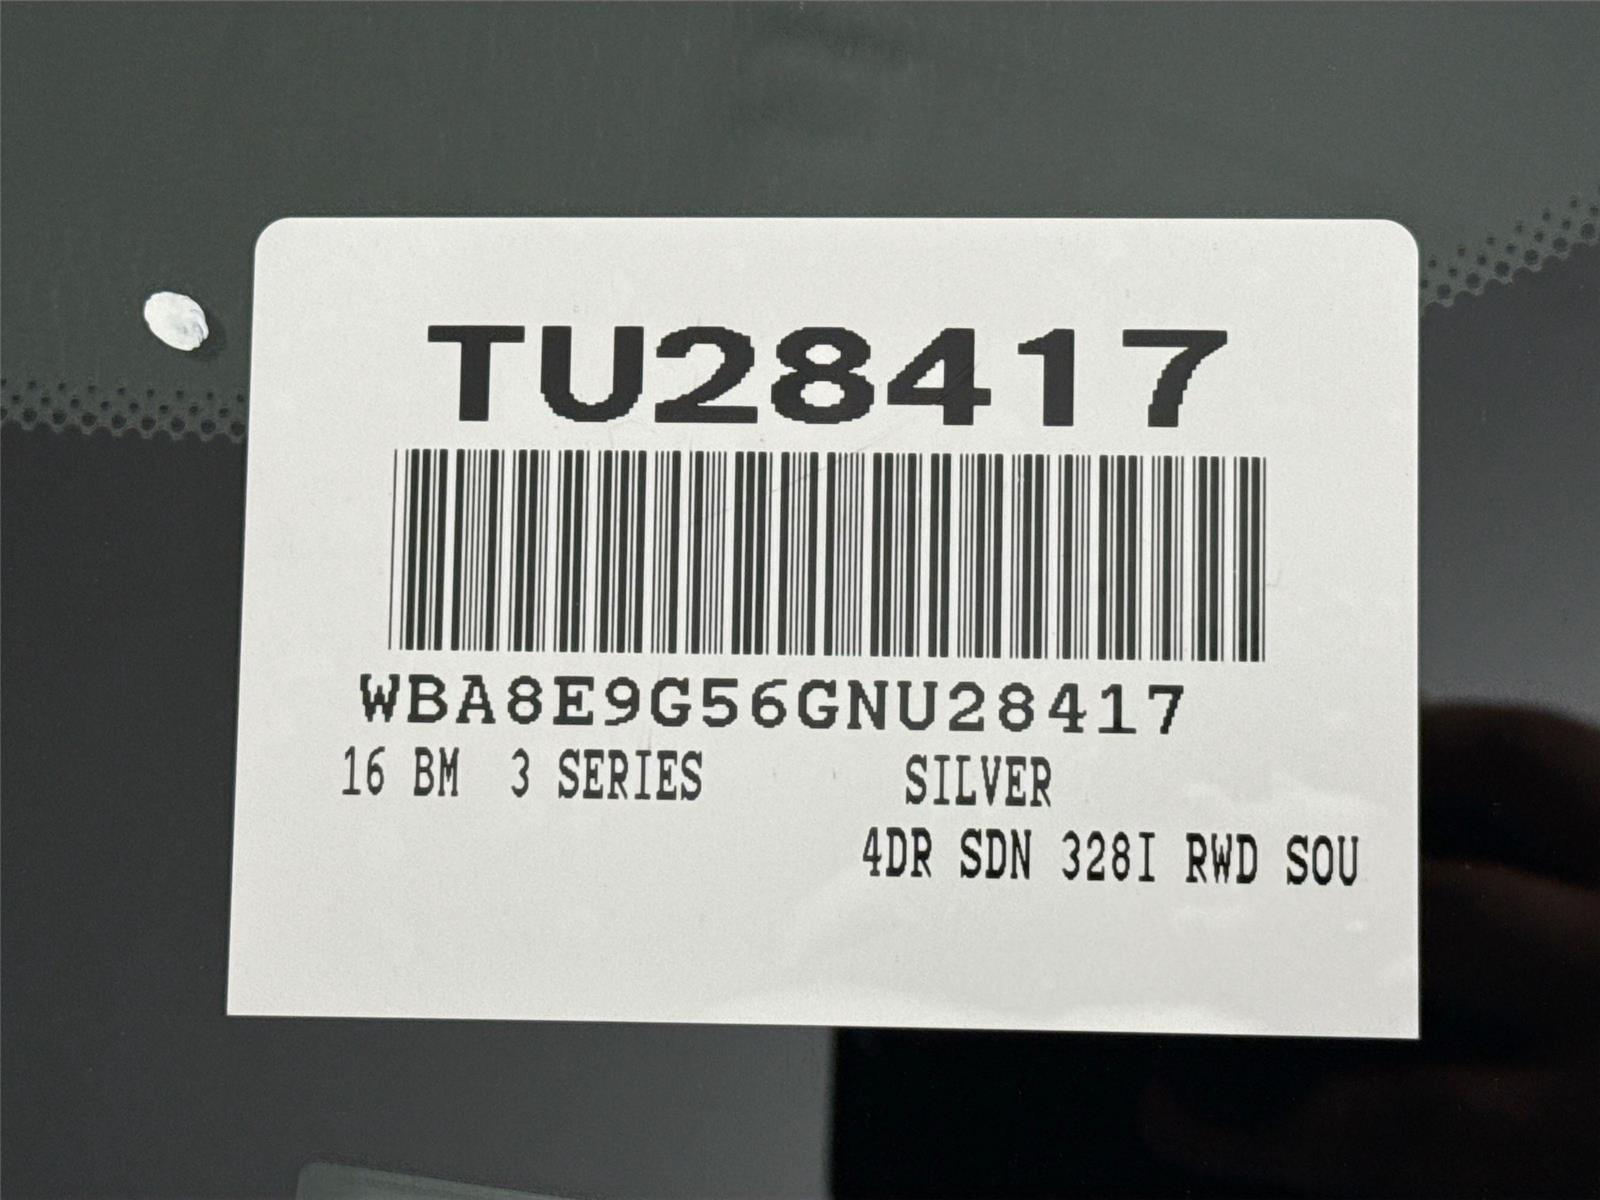 TU28417
WBA8E9G56GNU28417
16 BM 3 SERIES SILVER
4DR SDN 328I RWD SOU